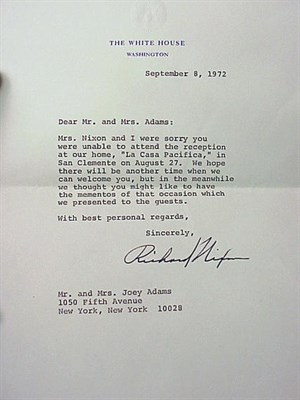 THE WHITE HOUSE
WASHINGTON
September 8, 1972
Dear Mr. and Mrs. Adams:
Mrs. Nixon and I were sorry you
were unable to attend the reception
at our home, "La Casa Pacifica," in
San Clemente on August 27. We hope
there will be another time when we
can welcome you, but in the meanwhile
we thought you might like to have
the mementos of that occasion which
we presented to the guests.
With best personal regards,
Sincerely,
Richard Nixon
Mr. and Mrs. Joey Adams
1050 Fifth Avenue
New York, New York 10028